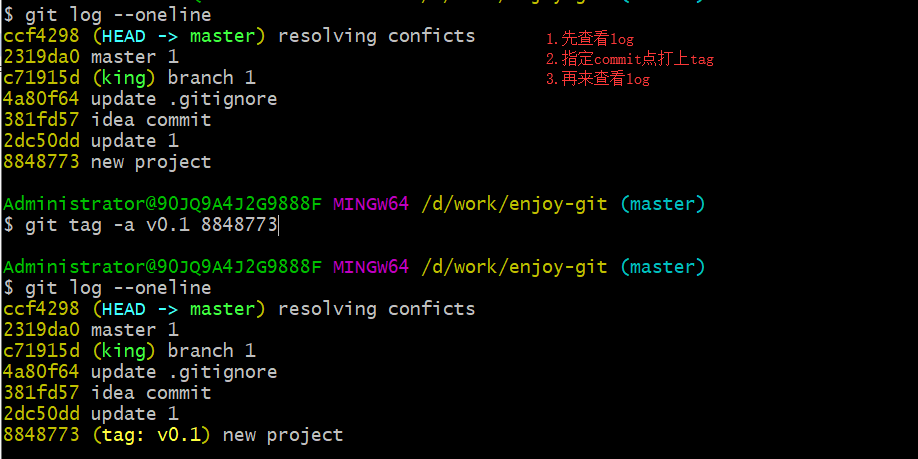 $ git log --oneline
ccf4298 (HEAD -> master) resolving conficts
1.先查看log
2319da0 master 1
2.指定commit点打上tag
c71915d (king) branch 1
3.再来查看log
4a80f64 update .gitignore
381fd57 idea commit
2dc50dd update 1
8848773 new project
Administrator@90JQ9A4J2G9888F MINGW64 /d/work/enjoy-git (master)
$ git tag -a v0.1 8848773
Administrator@90JQ9A4J2G9888F MINGW64 /d/work/enjoy-git (master)
$ git log --oneline
ccf4298 (HEAD -> master) resolving conficts
2319da0 master 1
c71915d (king) branch 1
4a80f64 update .gitignore
381fd57 idea commit
2dc50dd update 1
8848773 (tag: v0.1) new project